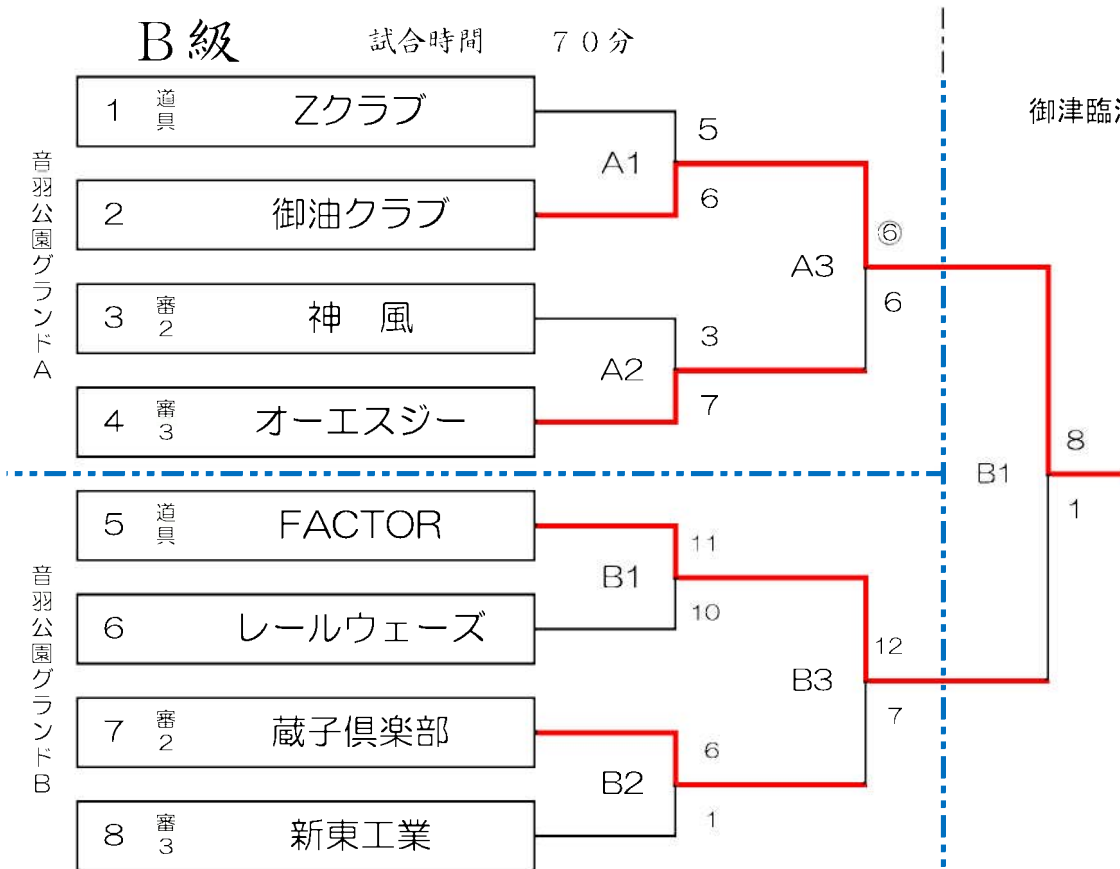 B級 試合時間 70分
御津臨
音羽公園グランドA
1 道具 Zクラブ
2 御油クラブ
3 審2 神 風
4 審3 オーエスジー
A1
5
6
A2
3
7
A3
⑥
6
音羽公園グランドB
5 道具 FACTOR
6 レールウェーズ
7 審2 蔵子倶楽部
8 審3 新東工業
B1
11
10
B2
6
1
B3
12
7
B1
8
1